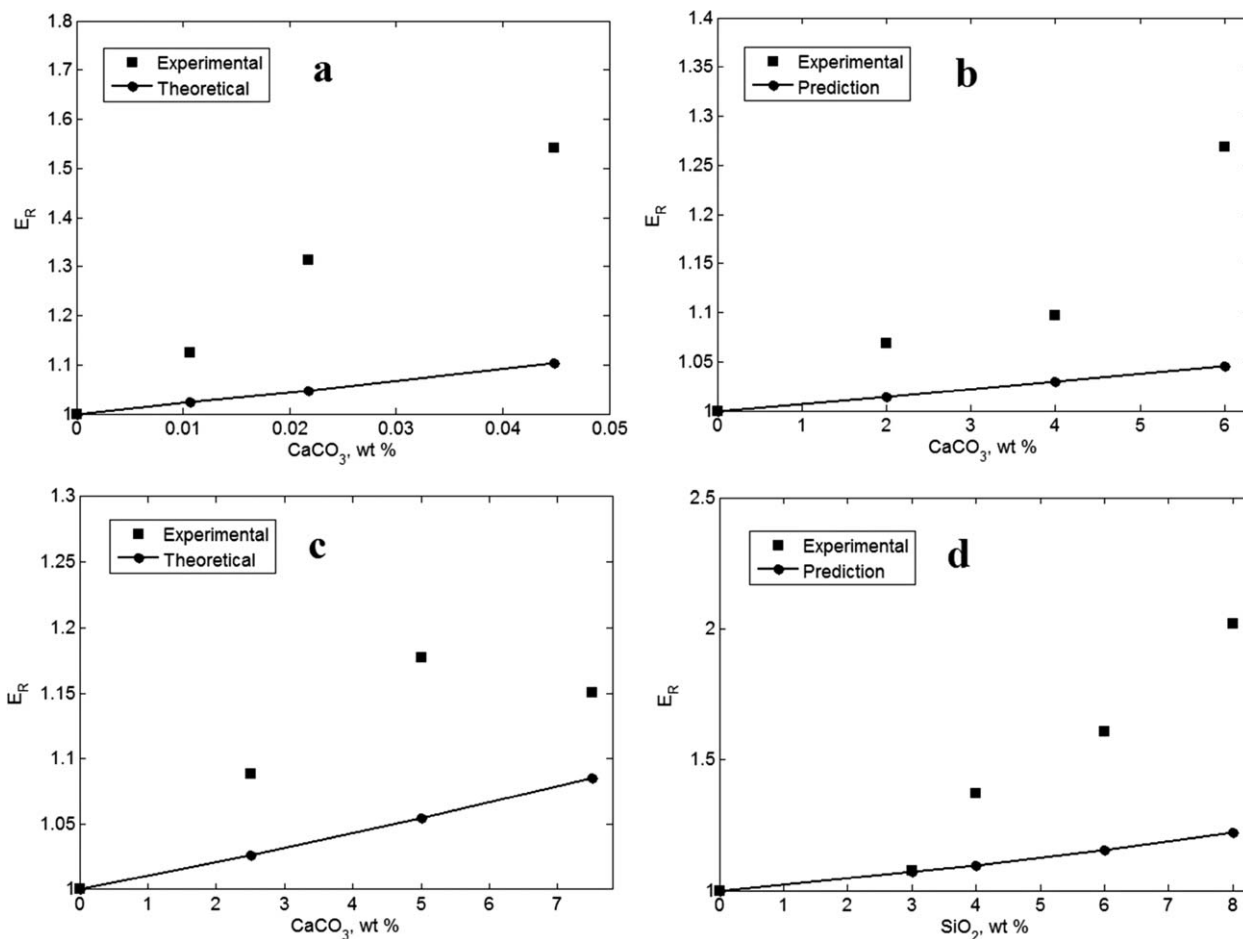 a
Experimental
Theoretical
1.8
1.7
1.6
1.5
1.4
1.3
1.2
1.1
1
E_R
0
0.01
0.02
0.03
0.04
0.05
CaCO₃, wt %
b
Experimental
Prediction
1.4
1.35
1.3
1.25
1.2
1.15
1.1
1.05
1
E_R
0
1
2
3
4
5
6
CaCO₃, wt %
c
Experimental
Theoretical
1.3
1.25
1.2
1.15
1.1
1.05
1
E_R
0
1
2
3
4
5
6
7
CaCO₃, wt %
d
Experimental
Prediction
2.5
2
1.5
1
E_R
0
1
2
3
4
5
6
7
8
SiO₂, wt %